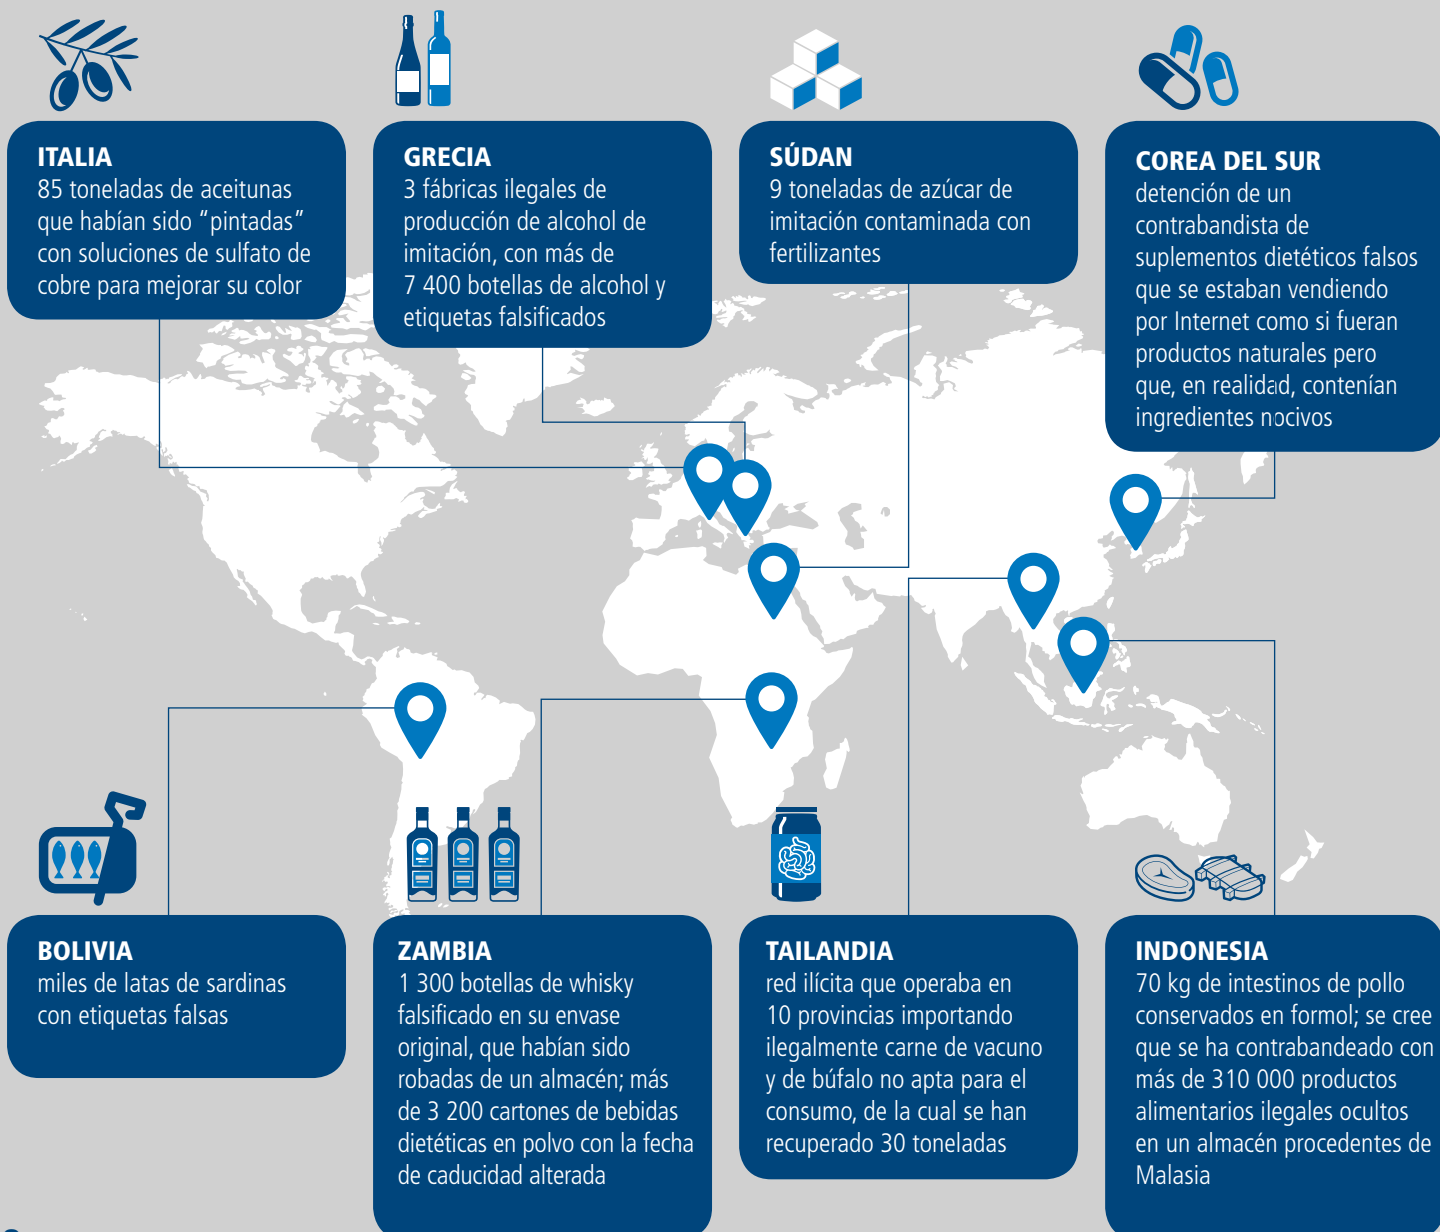 ITALIA
85 toneladas de aceitunas
que habían sido “pintadas”
con soluciones de sulfato de
cobre para mejorar su color
GRECIA
3 fábricas ilegales de
producción de alcohol de
imitación, con más de
7 400 botellas de alcohol y
etiquetas falsificados
SÚDAN
9 toneladas de azúcar de
imitación contaminada con
fertilizantes
COREA DEL SUR
detención de un
contrabandista de
suplementos dietéticos falsos
que se estaban vendiendo
por Internet como si fueran
productos naturales pero
que, en realidad, contenían
ingredientes nocivos
BOLIVIA
miles de latas de sardinas
con etiquetas falsas
ZAMBIA
1 300 botellas de whisky
falsificado en su envase
original, que habían sido
robadas de un almacén; más
de 3 200 cartones de bebidas
dietéticas en polvo con la fecha
de caducidad alterada
TAILANDIA
red ilícita que operaba en
10 provincias importando
ilegalmente carne de vacuno
y de búfalo no apta para el
consumo, de la cual se han
recuperado 30 toneladas
INDONESIA
70 kg de intestinos de pollo
conservados en formol; se cree
que se ha contrabandeado con
más de 310 000 productos
alimentarios ilegales ocultos
en un almacén procedentes de
Malasia